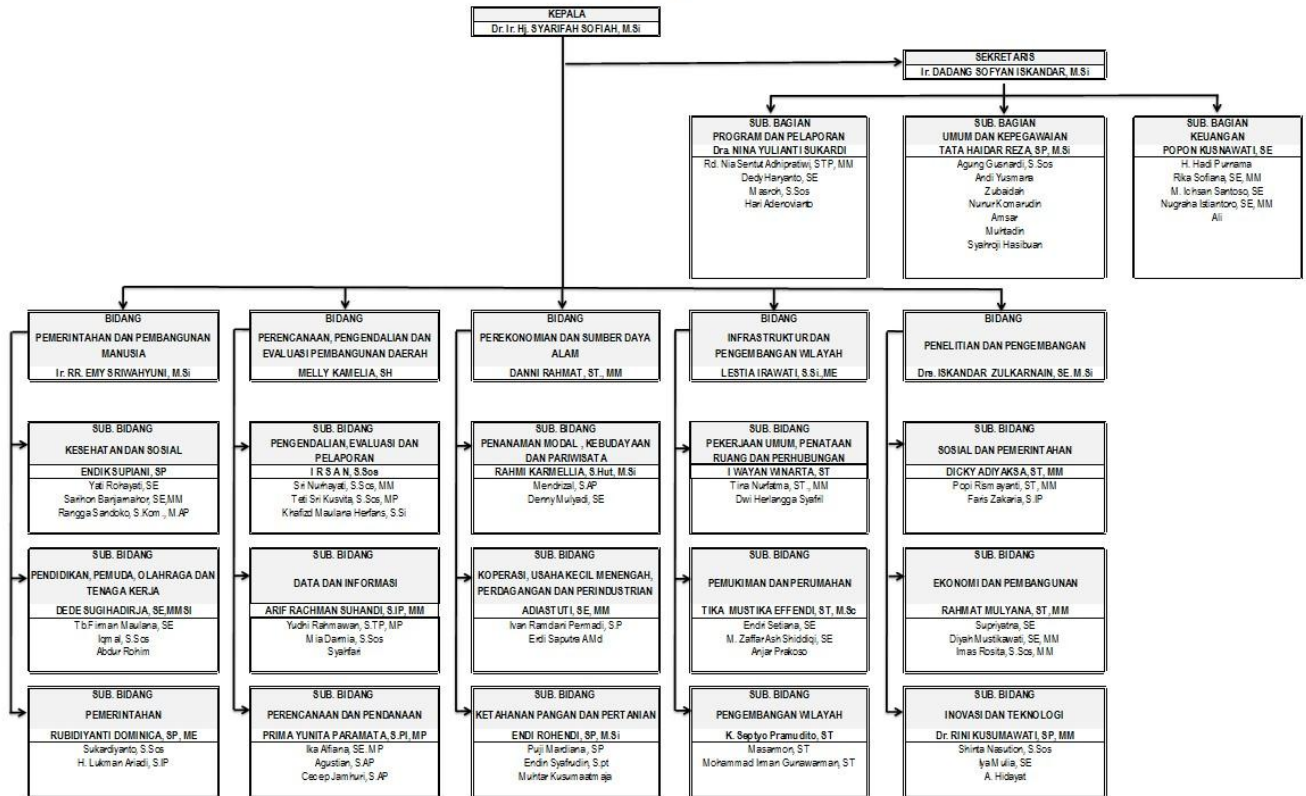 KEPALA
Dr. Ir. Hj. SYARIFAH SOFIAH, M.Si
SEKRETARIS
Ir. DADANG SOFYAN ISKANDAR, M.Si
SUB. BAGIAN
PROGRAM DAN PELAPORAN
Dra. NINA YULIANTI SUKARDI
Rd. Nia Sentut Adhipratiwi, STP, MM
Dedy Haryanto, SE
Masroh, S.Sos
Hari Adenovianto
SUB. BAGIAN
UMUM DAN KEPEGAWAIAN
TATA HAIDAR REZA, SP, M.Si
Agung Gusnardi, S.Sos
Andi Yusmara
Zubaidah
Nunur Komarudin
Amsar
Muhtadin
Syahroji Hasibuan
SUB. BAGIAN
KEUANGAN
POPON KUSNAWATI, SE
H. Hadi Purnama
Rika Sofiana, SE, MM
M. Ichsan Santoso, SE
Nugraha Istiantoro, SE, MM
Ali
BIDANG
PEMERINTAHAN DAN PEMBANGUNAN
MANUSIA
Ir. RR. EMY SRIWAHYUNI, M.Si
BIDANG
PERENCANAAN, PENGENDALIAN DAN
EVALUASI PEMBANGUNAN DAERAH
MELLY KAMELIA, SH
BIDANG
PEREKONOMIAN DAN SUMBER DAYA
ALAM
DANNI RAHMAT, ST., MM
BIDANG
INFRASTRUKTUR DAN
PENGEMBANGAN WILAYAH
LESTIA IRAWATI, S.Si.,ME
BIDANG
PENELITIAN DAN PENGEMBANGAN
Drs. ISKANDAR ZULKARNAIN, SE. M.Si
SUB. BIDANG
KESEHATAN DAN SOSIAL
ENDIK SUPIANI, SP
Yati Rohayati, SE
Sarihon Banjarnahor, SE,MM
Rangga Sandoko, S.Kom., M.AP
SUB. BIDANG
PENGENDALIAN, EVALUASI DAN
PELAPORAN
I R S A N, S.Sos
Sri Nurhayati, S.Sos, MM
Teti Sri Kusvita, S.Sos, MP
Khafizd Maulana Herfans, S.Si
SUB. BIDANG
PENANAMAN MODAL , KEBUDAYAAN
DAN PARIWISATA
RAHMI KARMELLIA, S.Hut, M.Si
Mendrizal, S.AP
Denny Mulyadi, SE
SUB. BIDANG
PEKERJAAN UMUM, PENATAAN
RUANG DAN PERHUBUNGAN
I WAYAN WINARTA, ST
Tina Nurfatma, ST., MM
Dwi Herlangga Syafril
SUB. BIDANG
SOSIAL DAN PEMERINTAHAN
DICKY ADIYAKSA, ST, MM
Popi Rismayanti, ST, MM
Faris Zakaria, S.IP
SUB. BIDANG
PENDIDIKAN, PEMUDA, OLAHRAGA DAN
TENAGA KERJA
DEDE SUGIHADIRJA, SE,MMSI
Tb.Firman Maulana, SE
Iqmal, S.Sos
Abdur Rohim
SUB. BIDANG
DATA DAN INFORMASI
ARIF RACHMAN SUHANDI, S.IP, MM
Yudhi Rahmawan, S.TP, MP
Mia Darmia, S.Sos
Syahfari
SUB. BIDANG
KOPERASI, USAHA KECIL MENENGAH,
PERDAGANGAN DAN PERINDUSTRIAN
ADIASTUTI, SE, MM
Ivan Ramdani Permadi, S.P
Erdi Saputra A.Md
SUB. BIDANG
PEMUKIMAN DAN PERUMAHAN
TIKA MUSTIKA EFFENDI, ST, M.Sc
Endri Setiana, SE
M. Zaffar Ash Shiddiqi, SE
Anjar Prakoso
SUB. BIDANG
EKONOMI DAN PEMBANGUNAN
RAHMAT MULYANA, ST, MM
Supriyatna, SE
Diyah Mustikawati, SE, MM
Imas Rosita, S.Sos, MM
SUB. BIDANG
PEMERINTAHAN
RUBIDIYANTI DOMINICA, SP, ME
Sukardiyanto, S.Sos
H. Lukman Ariadi, S.IP
SUB. BIDANG
PERENCANAAN DAN PENDANAAN
PRIMA YUNITA PARAMATA, S.PI, MP
Ika Alfiana, SE. MP
Agustian, S.AP
Cecep Jamhuri, S.AP
SUB. BIDANG
KETAHANAN PANGAN DAN PERTANIAN
ENDI ROHENDI, SP, M.Si
Puji Mardiana, SP
Endin Syafrudin, S.pt
Muhtar Kusumaatmaja
SUB. BIDANG
PENGEMBANGAN WILAYAH
K. Septyo Pramudito, ST
Masarmon, ST
Mohammad Iman Gunawarman, ST
SUB. BIDANG
INOVASI DAN TEKNOLOGI
Dr. RINI KUSUMAWATI, SP, MM
Shinta Nasution, S.Sos
Iya Mulia, SE
A. Hidayat